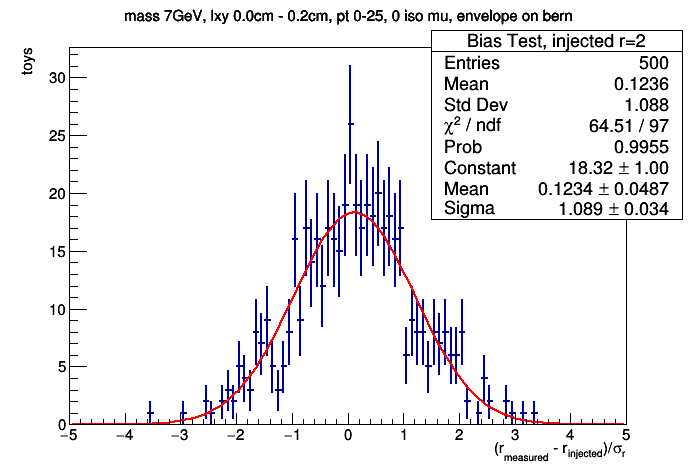 mass 7GeV, lxy 0.0cm - 0.2cm, pt 0-25, 0 iso mu, envelope on bern
toys
Bias Test, injected r=2
Entries 500
Mean 0.1236
Std Dev 1.088
χ² / ndf 64.51 / 97
Prob 0.9955
Constant 18.32 ± 1.00
Mean 0.1234 ± 0.0487
Sigma 1.089 ± 0.034
30
25
20
15
10
5
0
−5 −4 −3 −2 −1 0 1 2 3 4 5
(r_measured - r_injected)/σ_r